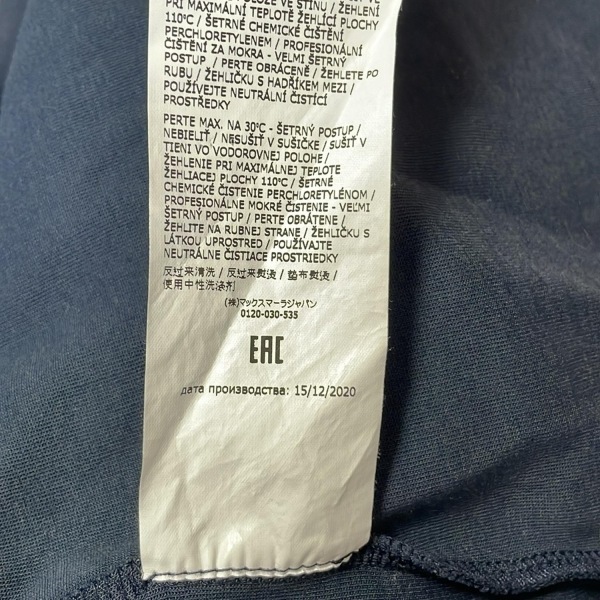 PŘI MAXIMÁLNÍ TEPLOTĚ ŽEHLÍCÍ PLOCHY
110°C / ŠETRNÉ CHEMICKÉ ČIŠTĚNÍ
PERCHLORETYLENEM / PROFESIONÁLNÍ
ČIŠTĚNÍ ZA MOKRA - VELMI ŠETRNÝ
POSTUP / PERTE OBRÁCENĚ / ŽEHLETE PO
RUBU / ŽEHLIČKU S HADŘÍKEM MEZI /
POUŽÍVEJTE NEUTRÁLNÍ ČISTÍCÍ
PROSTŘEDKY
PERTE MAX. NA 30°C - ŠETRNÝ POSTUP /
NEBIELIŤ / NESUŠIŤ V SUŠIČKE / SUŠIŤ V
TIENI VO VODOROVNEJ POLOHE /
ŽEHLENIE PRI MAXIMÁLNEJ TEPLOTE
ŽEHLIACEJ PLOCHY 110°C / ŠETRNÉ
CHEMICKÉ ČISTENIE PERCHLORETYLÉNOM /
PROFESIONÁLNE MOKRÉ ČISTENIE - VEĽMI
ŠETRNÝ POSTUP / PERTE OBRÁTENE /
ŽEHLITE NA RUBNEJ STRANE / ŽEHLIČKU S
LÁTKOU UPROSTRED / POUŽÍVAJTE
NEUTRÁLNE ČISTIACE PROSTRIEDKY
反过来清洗 / 反过来熨烫 / 垫布熨烫 /
使用中性洗涤剂
(株)マックスマーラジャパン
0120-030-535
EAC
дата производства: 15/12/2020